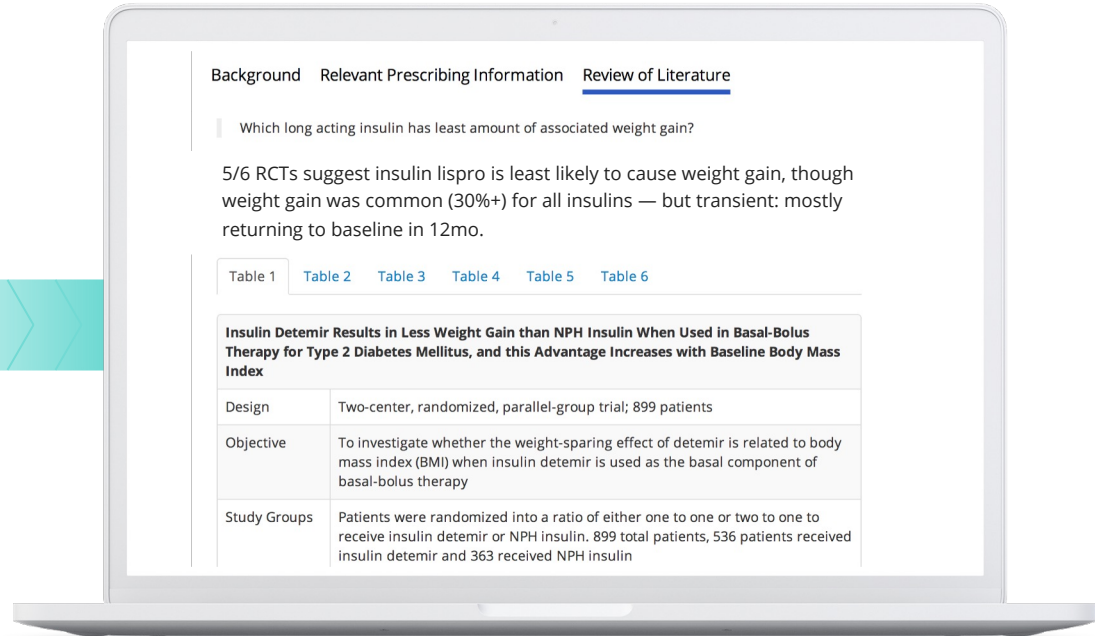 Background Relevant Prescribing Information Review of Literature
Which long acting insulin has least amount of associated weight gain?
5/6 RCTs suggest insulin lispro is least likely to cause weight gain, though
weight gain was common (30%+) for all insulins — but transient: mostly
returning to baseline in 12mo.
Table 1 Table 2 Table 3 Table 4 Table 5 Table 6
Insulin Detemir Results in Less Weight Gain than NPH Insulin When Used in Basal-Bolus
Therapy for Type 2 Diabetes Mellitus, and this Advantage Increases with Baseline Body Mass
Index
Design Two-center, randomized, parallel-group trial; 899 patients
Objective To investigate whether the weight-sparing effect of detemir is related to body
mass index (BMI) when insulin detemir is used as the basal component of
basal-bolus therapy
Study Groups Patients were randomized into a ratio of either one to one or two to one to
receive insulin detemir or NPH insulin. 899 total patients, 536 patients received
insulin detemir and 363 received NPH insulin